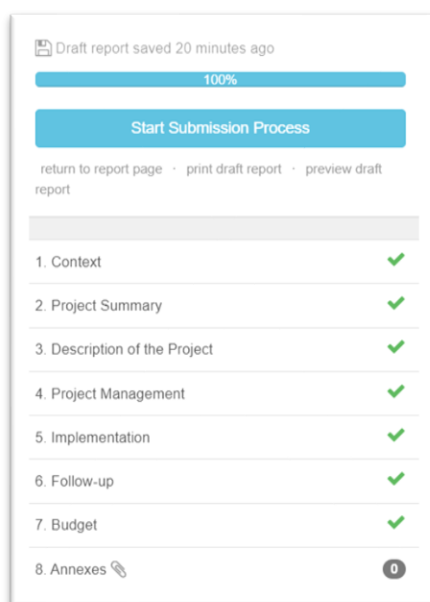 Draft report saved 20 minutes ago
100%
Start Submission Process
return to report page · print draft report · preview draft
report
1. Context
2. Project Summary
3. Description of the Project
4. Project Management
5. Implementation
6. Follow-up
7. Budget
8. Annexes 0